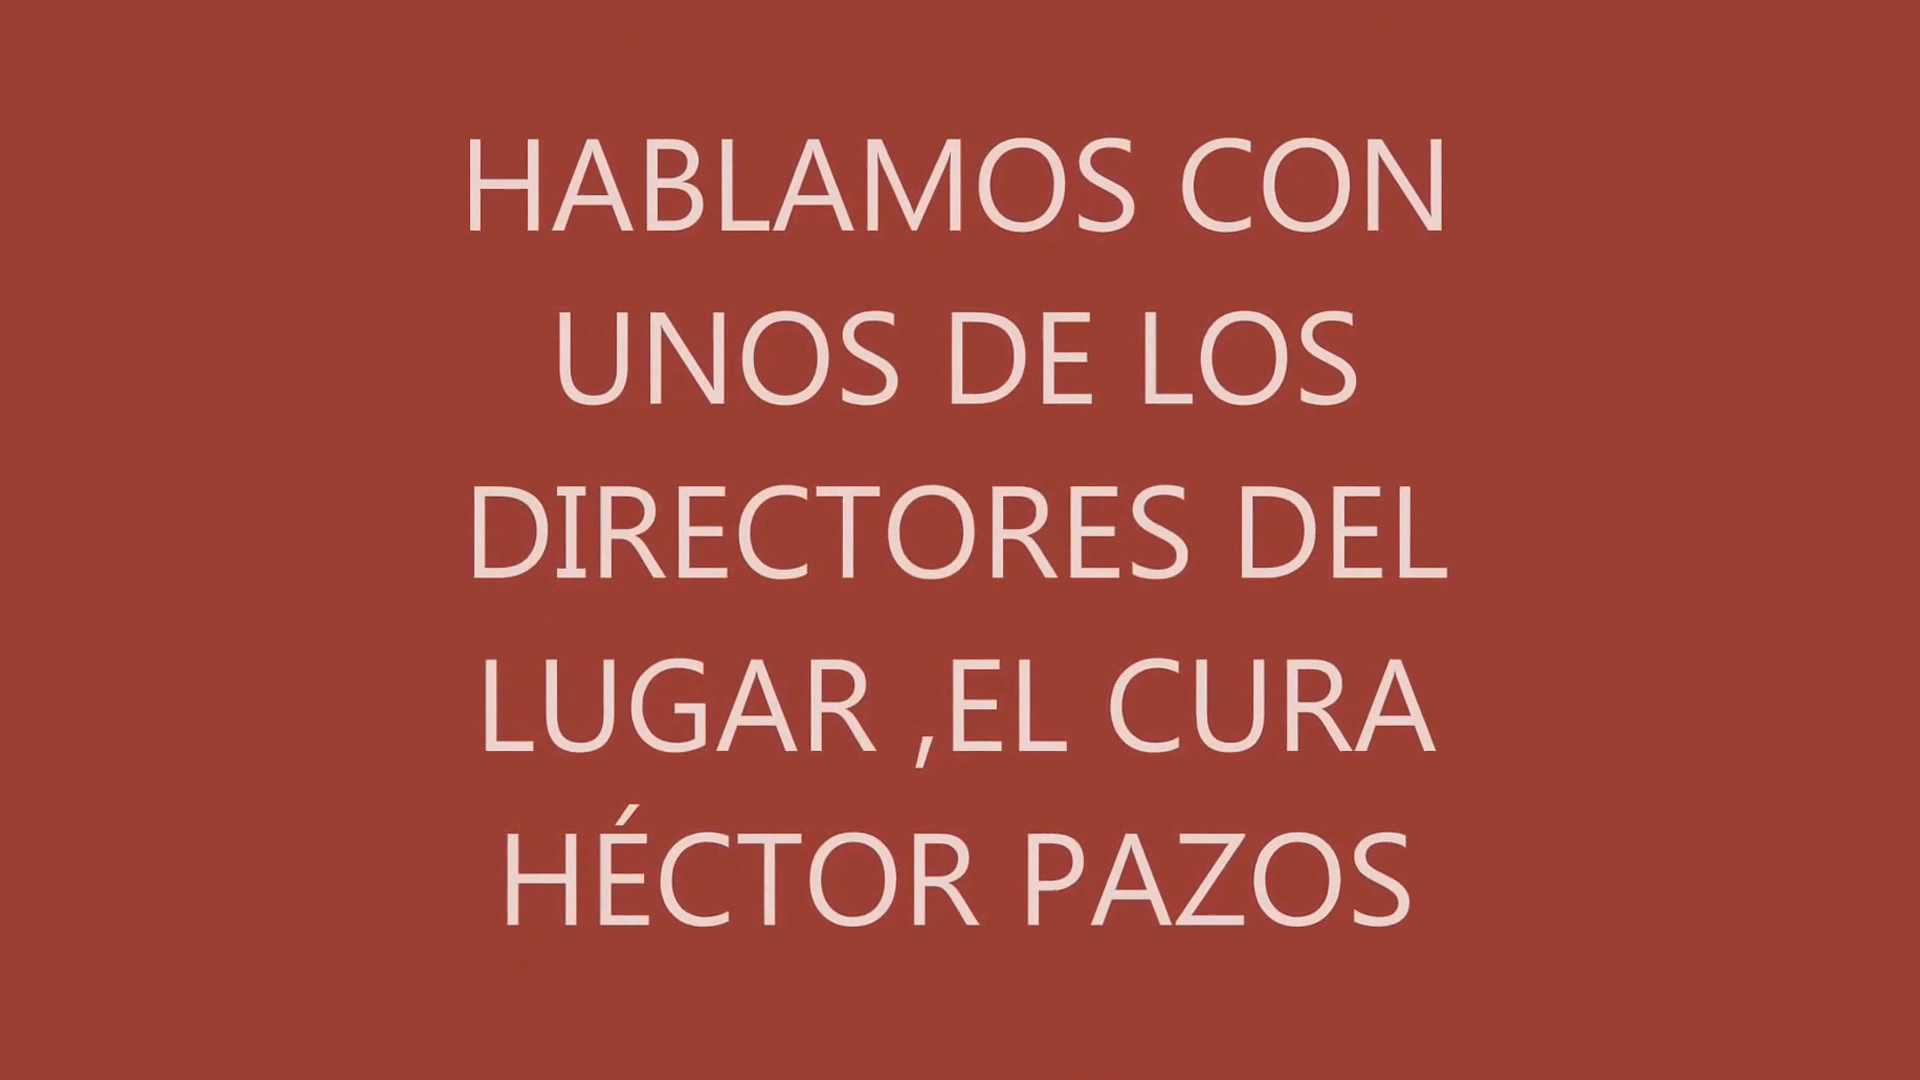 HABLAMOS CON
UNOS DE LOS
DIRECTORES DEL
LUGAR ,EL CURA
HÉCTOR PAZOS